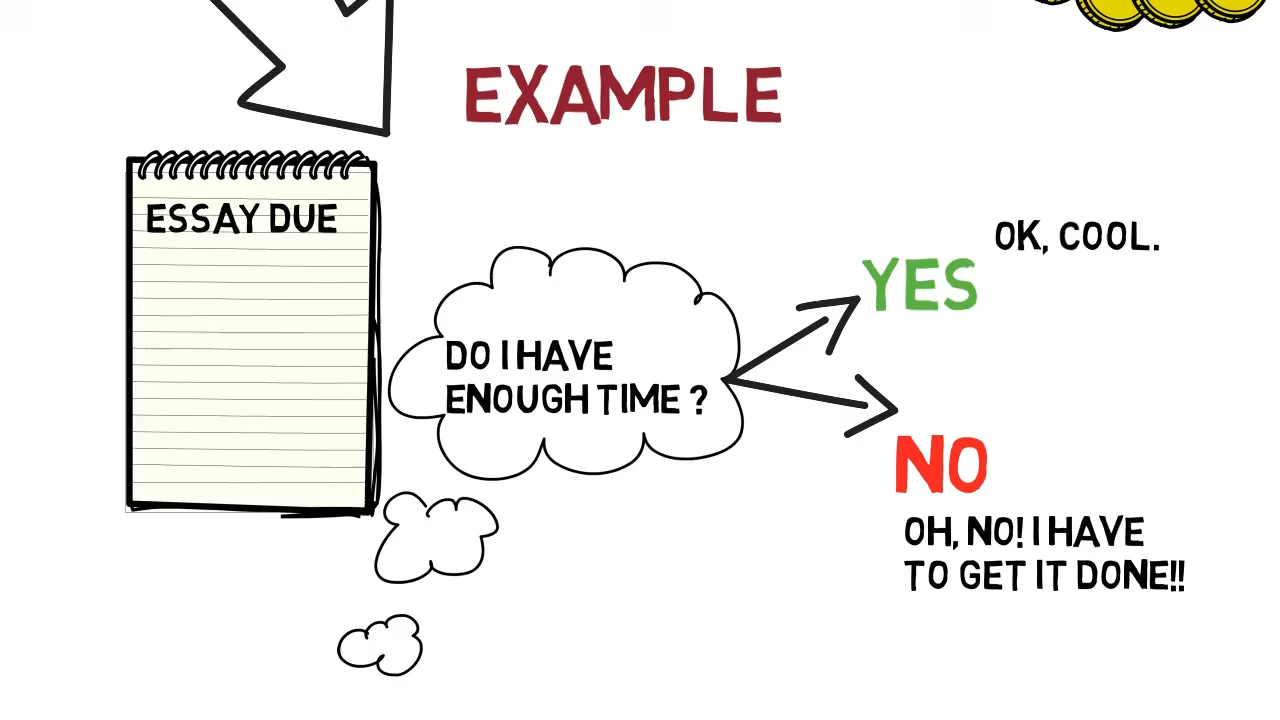 EXAMPLE
ESSAY DUE
DO I HAVE
ENOUGH TIME ?
YES
OK, COOL.
NO
OH, NO! I HAVE
TO GET IT DONE!!